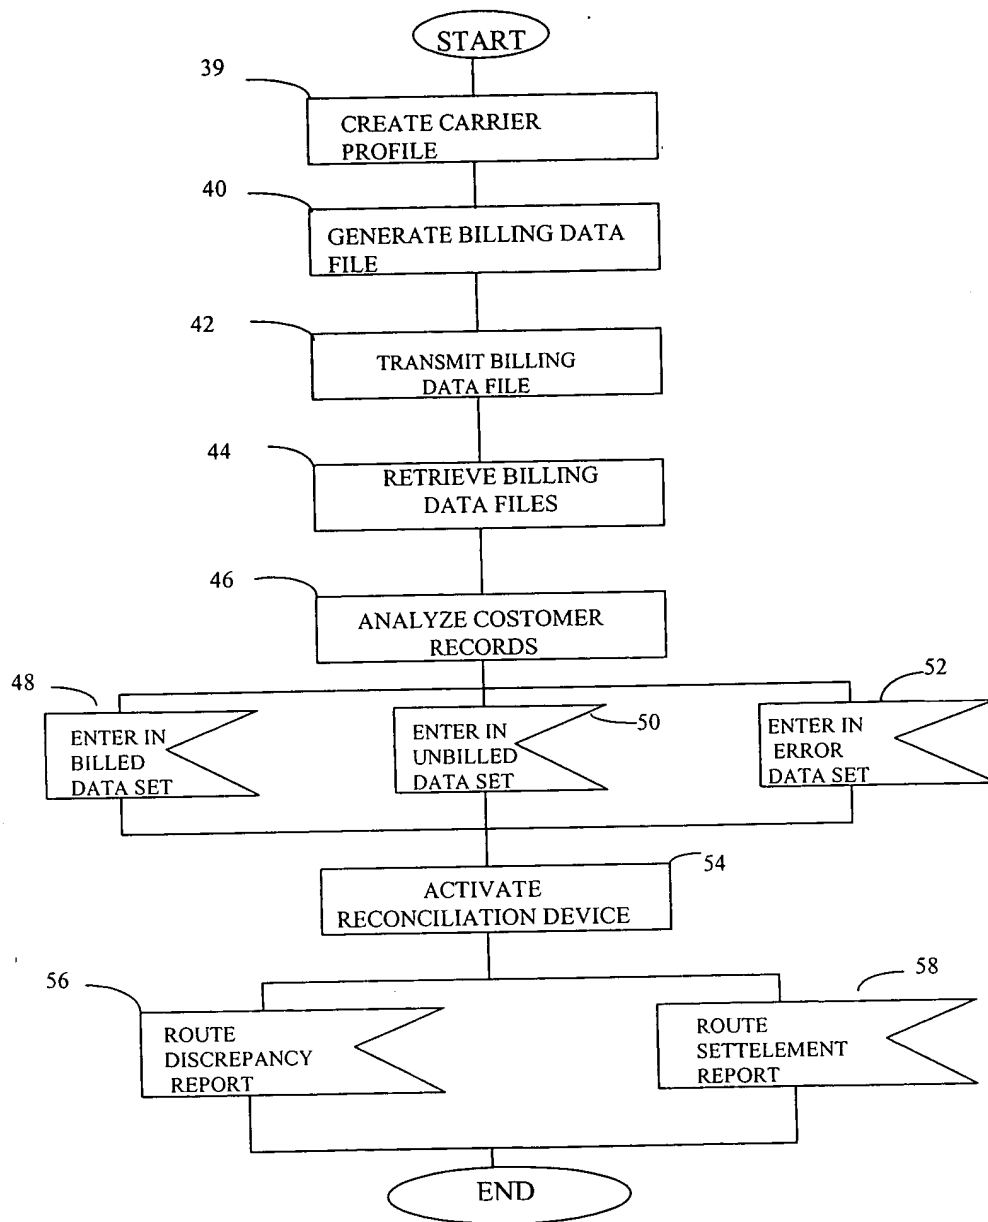 START
39
CREATE CARRIER
PROFILE
40
GENERATE BILLING DATA
FILE
42
TRANSMIT BILLING
DATA FILE
44
RETRIEVE BILLING
DATA FILES
46
ANALYZE COSTOMER
RECORDS
48
ENTER IN
BILLED
DATA SET
50
ENTER IN
UNBILLED
DATA SET
52
ENTER IN
ERROR
DATA SET
54
ACTIVATE
RECONCILIATION DEVICE
56
ROUTE
DISCREPANCY
REPORT
58
ROUTE
SETTELEMENT
REPORT
END